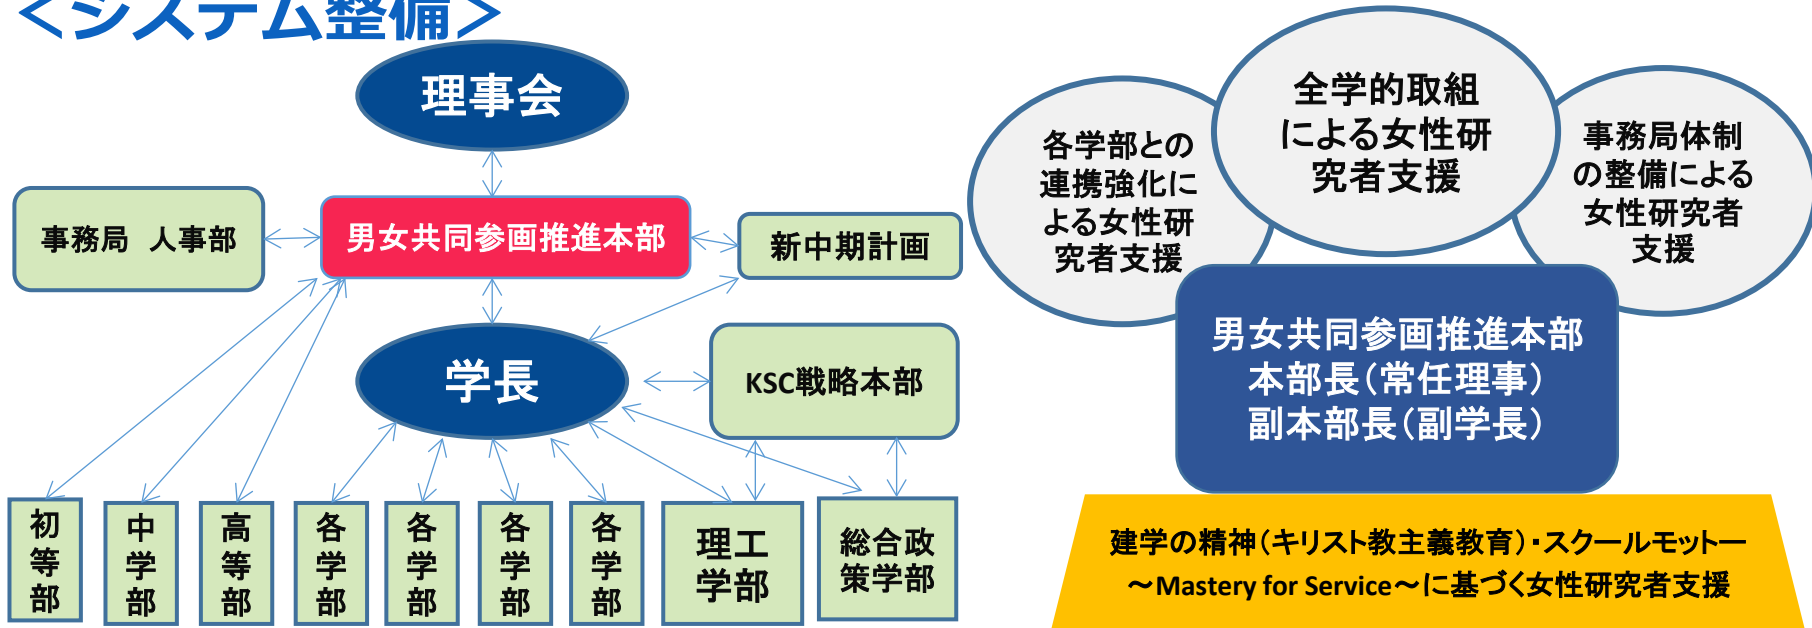 ＜システム整備＞
理事会
事務局　人事部
男女共同参画推進本部
新中期計画
学長
KSC戦略本部
初等部
中学部
高等部
各学部
各学部
各学部
各学部
理工
学部
総合政
策学部
各学部との
連携強化に
よる女性研
究者支援
全学的取組
による女性研
究者支援
事務局体制
の整備による
女性研究者
支援
男女共同参画推進本部
本部長（常任理事）
副本部長（副学長）
建学の精神（キリスト教主義教育）・スクールモットー
～Mastery for Service～に基づく女性研究者支援